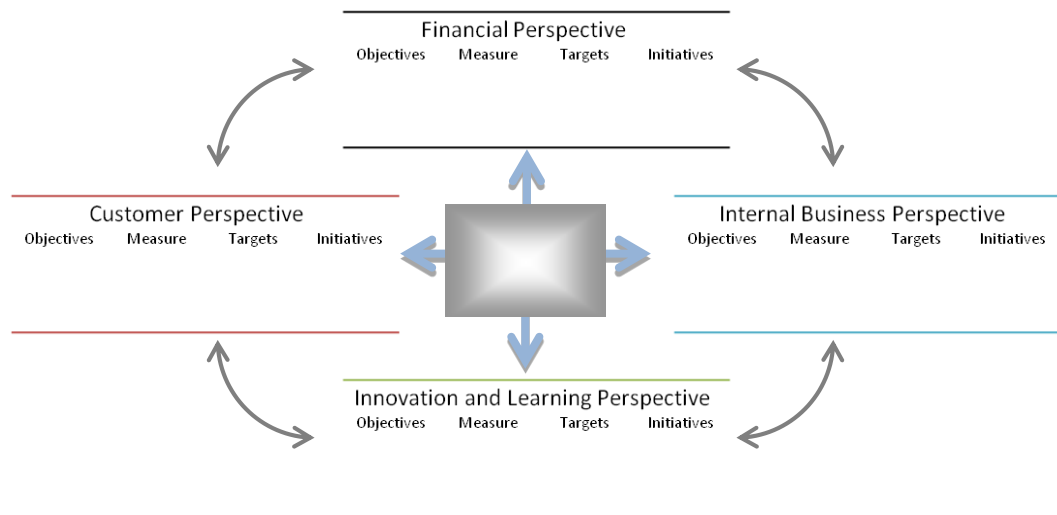 Financial Perspective
Objectives Measure Targets Initiatives
Customer Perspective
Objectives Measure Targets Initiatives
Internal Business Perspective
Objectives Measure Targets Initiatives
Innovation and Learning Perspective
Objectives Measure Targets Initiatives